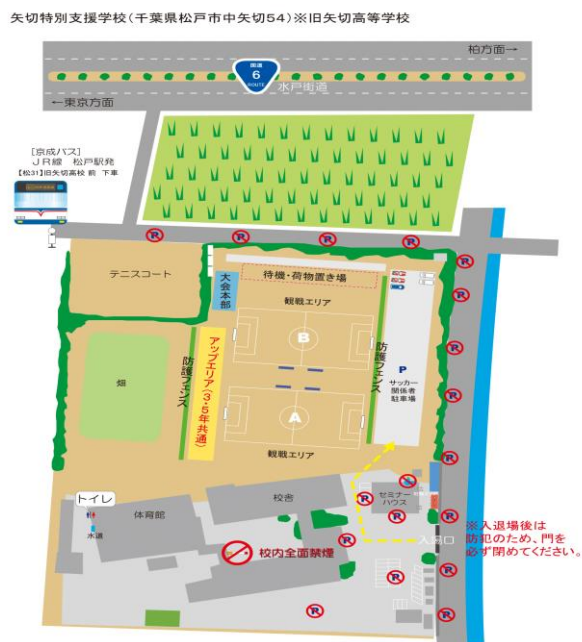 矢切特別支援学校(千葉県松戸市中矢切54)※旧矢切高等学校
柏方面→
国道
6
ROUTE
水戸街道
←東京方面
[京成バス]
JR線 松戸駅発
【松31】旧矢切高校 前 下車
テニスコート
大会本部
待機・荷物置き場
観戦エリア
防護フェンス
アップエリア(3・5年共通)
畑
B
A
防護フェンス
P
サッカー
関係者
駐車場
観戦エリア
校舎
セミナー
ハウス
トイレ
体育館
水道
校内全面禁煙
入場口
※入退場後は
防犯のため、門を
必ず閉めてください。